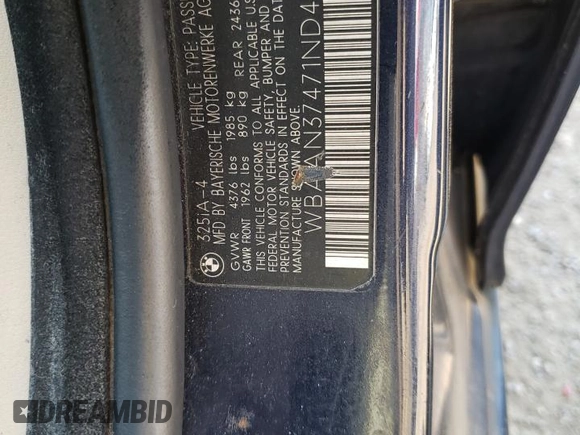 325iA-4 VEHICLE TYPE: PASS
MFD BY BAYERISCHE MOTORENWERKE AG
GVWR 4376 lbs 1985 kg
GAWR FRONT 1962 lbs 890 kg REAR 2436
THIS VEHICLE CONFORMS TO ALL APPLICABLE US
FEDERAL MOTOR VEHICLE SAFETY, BUMPER AND
PREVENTION STANDARDS IN EFFECT ON THE DAT
MANUFACTURE SHOWN ABOVE.
DREAMBID